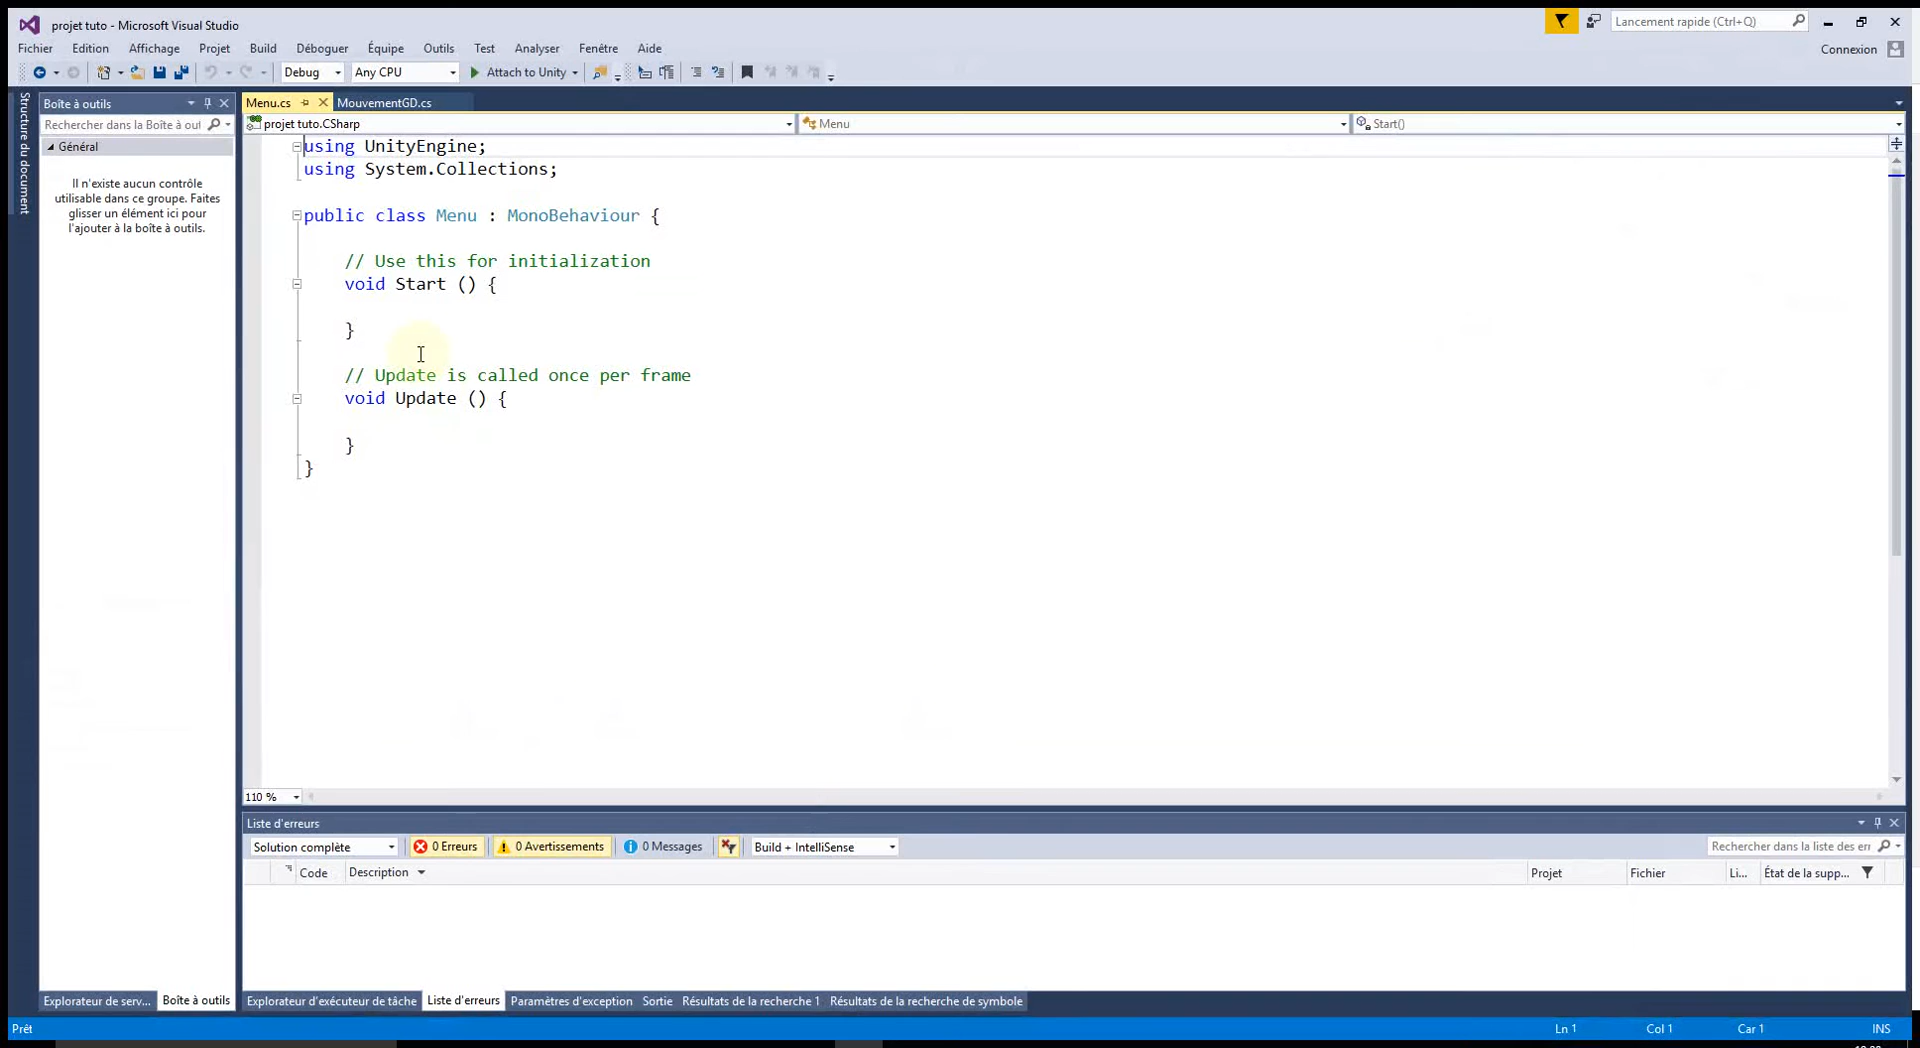 projet tuto - Microsoft Visual Studio
Lancement rapide (Ctrl+Q)
Fichier Edition Affichage Projet Build Déboguer Équipe Outils Test Analyser Fenêtre Aide
Connexion
Debug Any CPU Attach to Unity
Structure du document
Boîte à outils
Menu.cs MouvementGD.cs
Rechercher dans la Boîte à out
projet tuto.CSharp Menu Start()
Général
Il n'existe aucun contrôle
utilisable dans ce groupe. Faites
glisser un élément ici pour
l'ajouter à la boîte à outils.
using UnityEngine;
using System.Collections;
public class Menu : MonoBehaviour {
// Use this for initialization
void Start () {
}
// Update is called once per frame
void Update () {
}
}
110 %
Liste d'erreurs
Solution complète 0 Erreurs 0 Avertissements 0 Messages Build + IntelliSense Rechercher dans la liste des err
Code Description Projet Fichier Li... État de la supp...
Explorateur de serv... Boîte à outils Explorateur d'exécuteur de tâche Liste d'erreurs Paramètres d'exception Sortie Résultats de la recherche 1 Résultats de la recherche de symbole
Prêt Ln 1 Col 1 Car 1 INS